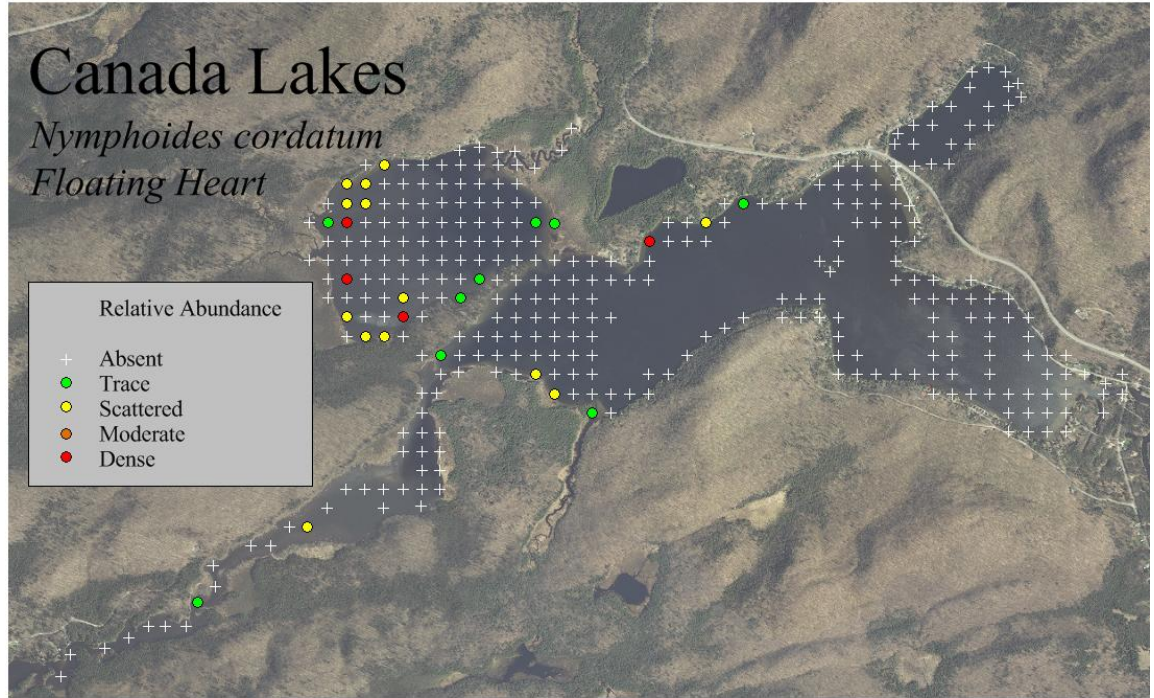 Canada Lakes
Nymphoides cordatum
Floating Heart
Relative Abundance
Absent
Trace
Scattered
Moderate
Dense